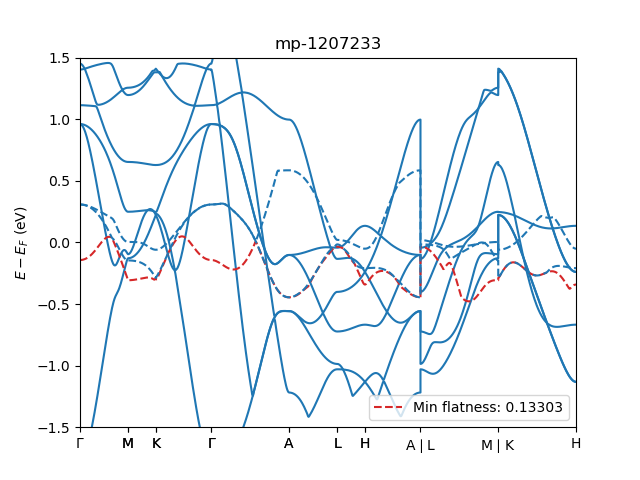 mp-1207233
E − E_F (eV)
1.5
1.0
0.5
0.0
−0.5
−1.0
−1.5
Min flatness: 0.13303
Γ M K Γ A L H A | L M | K H